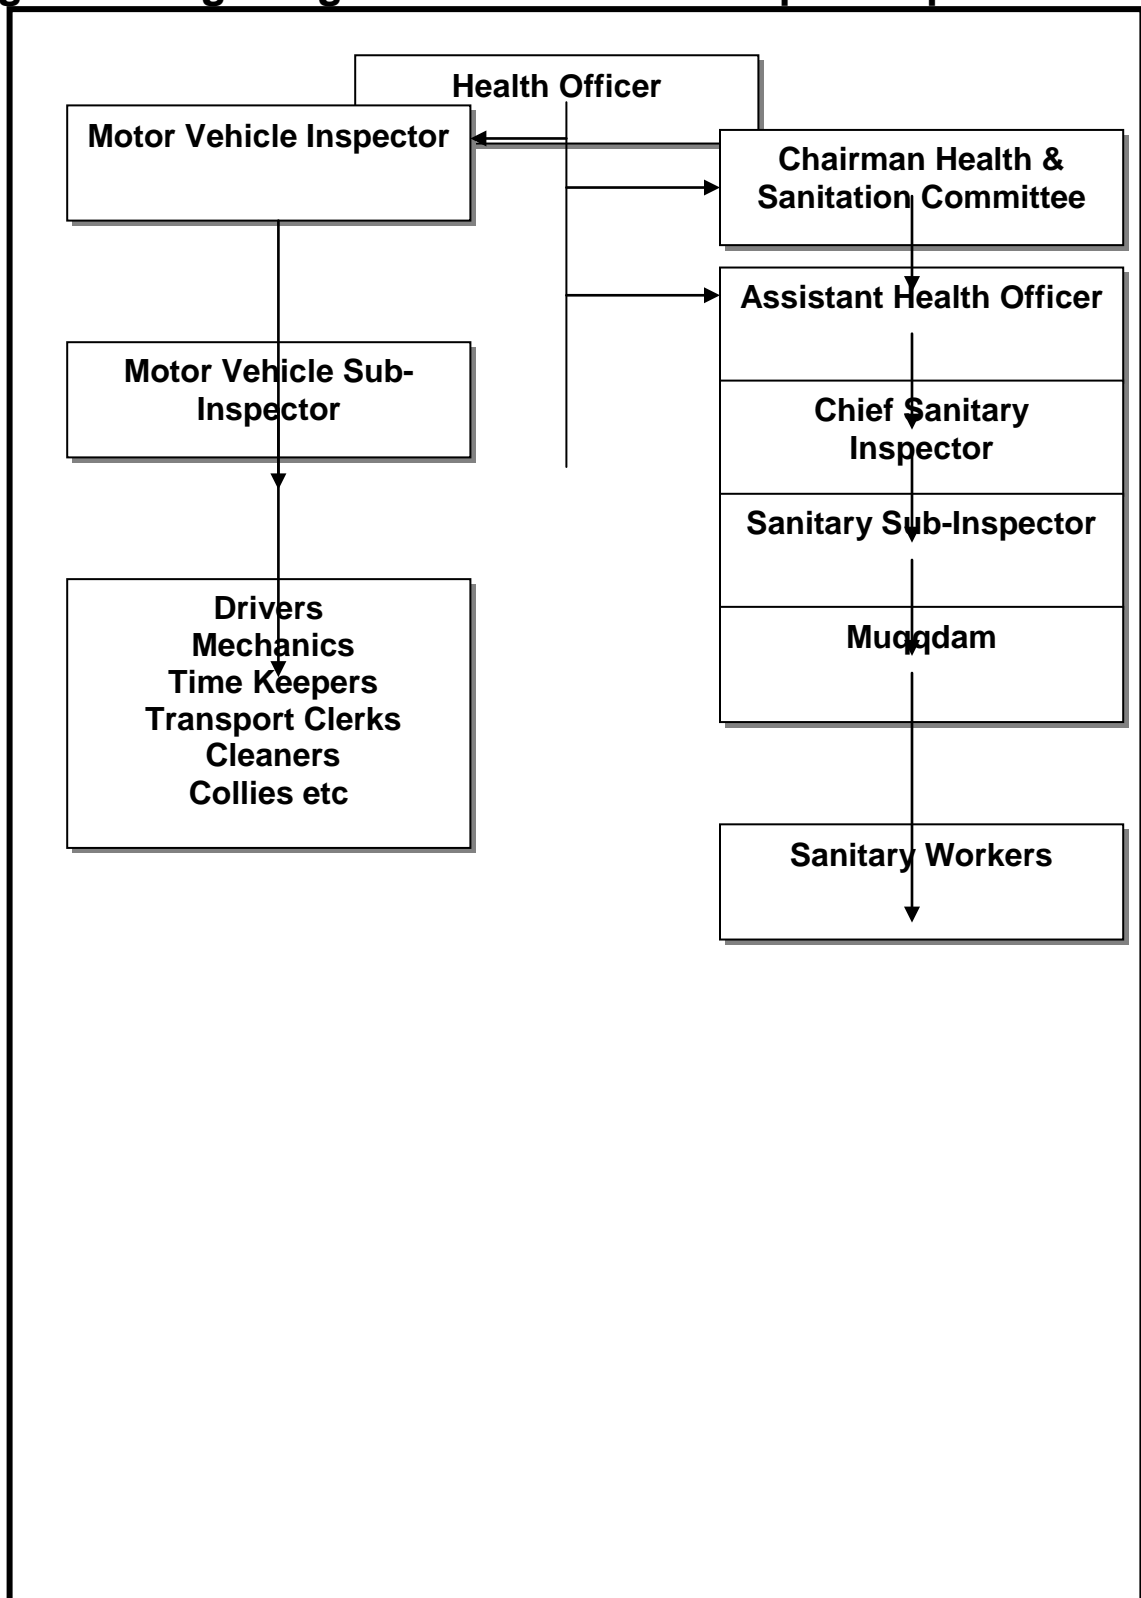 Health Officer
Motor Vehicle Inspector
Chairman Health &
Sanitation Committee
Assistant Health Officer
Motor Vehicle Sub-
Inspector
Chief Sanitary
Inspector
Sanitary Sub-Inspector
Drivers
Mechanics
Time Keepers
Transport Clerks
Cleaners
Collies etc
Muqqdam
Sanitary Workers